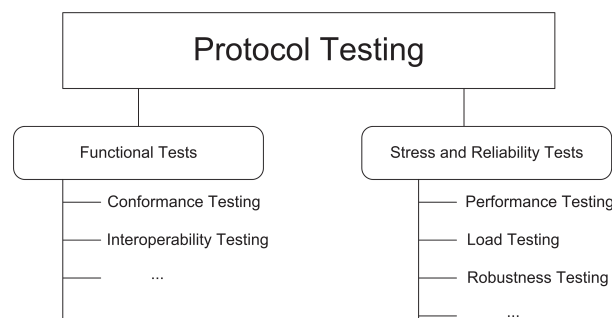 Protocol Testing
Functional Tests
Stress and Reliability Tests
Conformance Testing
Interoperability Testing
...
Performance Testing
Load Testing
Robustness Testing
...